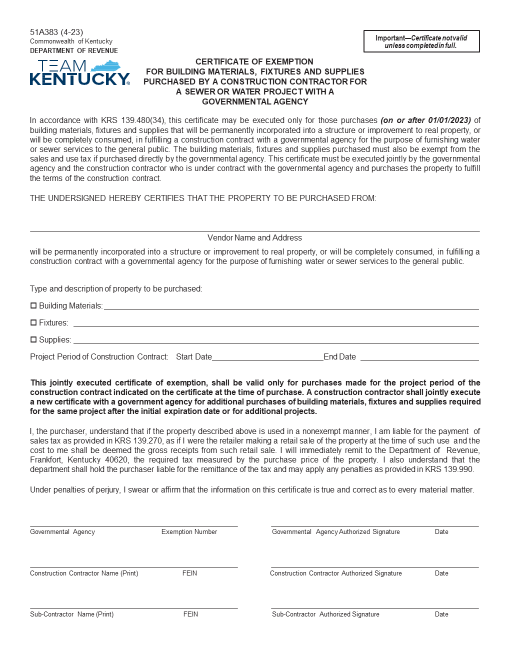 51A383 (4-23)
Commonwealth of Kentucky
DEPARTMENT OF REVENUE
Important—Certificate not valid
unless completed in full.
TEAM
KENTUCKY.
CERTIFICATE OF EXEMPTION
FOR BUILDING MATERIALS, FIXTURES AND SUPPLIES
PURCHASED BY A CONSTRUCTION CONTRACTOR FOR
A SEWER OR WATER PROJECT WITH A
GOVERNMENTAL AGENCY
In accordance with KRS 139.480(34), this certificate may be executed only for those purchases (on or after 01/01/2023) of
building materials, fixtures and supplies that will be permanently incorporated into a structure or improvement to real property, or
will be completely consumed, in fulfilling a construction contract with a governmental agency for the purpose of furnishing water
or sewer services to the general public. The building materials, fixtures and supplies purchased must also be exempt from the
sales and use tax if purchased directly by the governmental agency. This certificate must be executed jointly by the governmental
agency and the construction contractor who is under contract with the governmental agency and purchases the property to fulfill
the terms of the construction contract.
THE UNDERSIGNED HEREBY CERTIFIES THAT THE PROPERTY TO BE PURCHASED FROM:
Vendor Name and Address
will be permanently incorporated into a structure or improvement to real property, or will be completely consumed, in fulfilling a
construction contract with a governmental agency for the purpose of furnishing water or sewer services to the general public.
Type and description of property to be purchased:
Building Materials:
Fixtures:
Supplies:
Project Period of Construction Contract: Start Date End Date
This jointly executed certificate of exemption, shall be valid only for purchases made for the project period of the
construction contract indicated on the certificate at the time of purchase. A construction contractor shall jointly execute
a new certificate with a government agency for additional purchases of building materials, fixtures and supplies required
for the same project after the initial expiration date or for additional projects.
I, the purchaser, understand that if the property described above is used in a nonexempt manner, I am liable for the payment of
sales tax as provided in KRS 139.270, as if I were the retailer making a retail sale of the property at the time of such use and the
cost to me shall be deemed the gross receipts from such retail sale. I will immediately remit to the Department of Revenue,
Frankfort, Kentucky 40620, the required tax measured by the purchase price of the property. I also understand that the
department shall hold the purchaser liable for the remittance of the tax and may apply any penalties as provided in KRS 139.990.
Under penalties of perjury, I swear or affirm that the information on this certificate is true and correct as to every material matter.
Governmental Agency Exemption Number Governmental Agency Authorized Signature Date
Construction Contractor Name (Print) FEIN Construction Contractor Authorized Signature Date
Sub-Contractor Name (Print) FEIN Sub-Contractor Authorized Signature Date